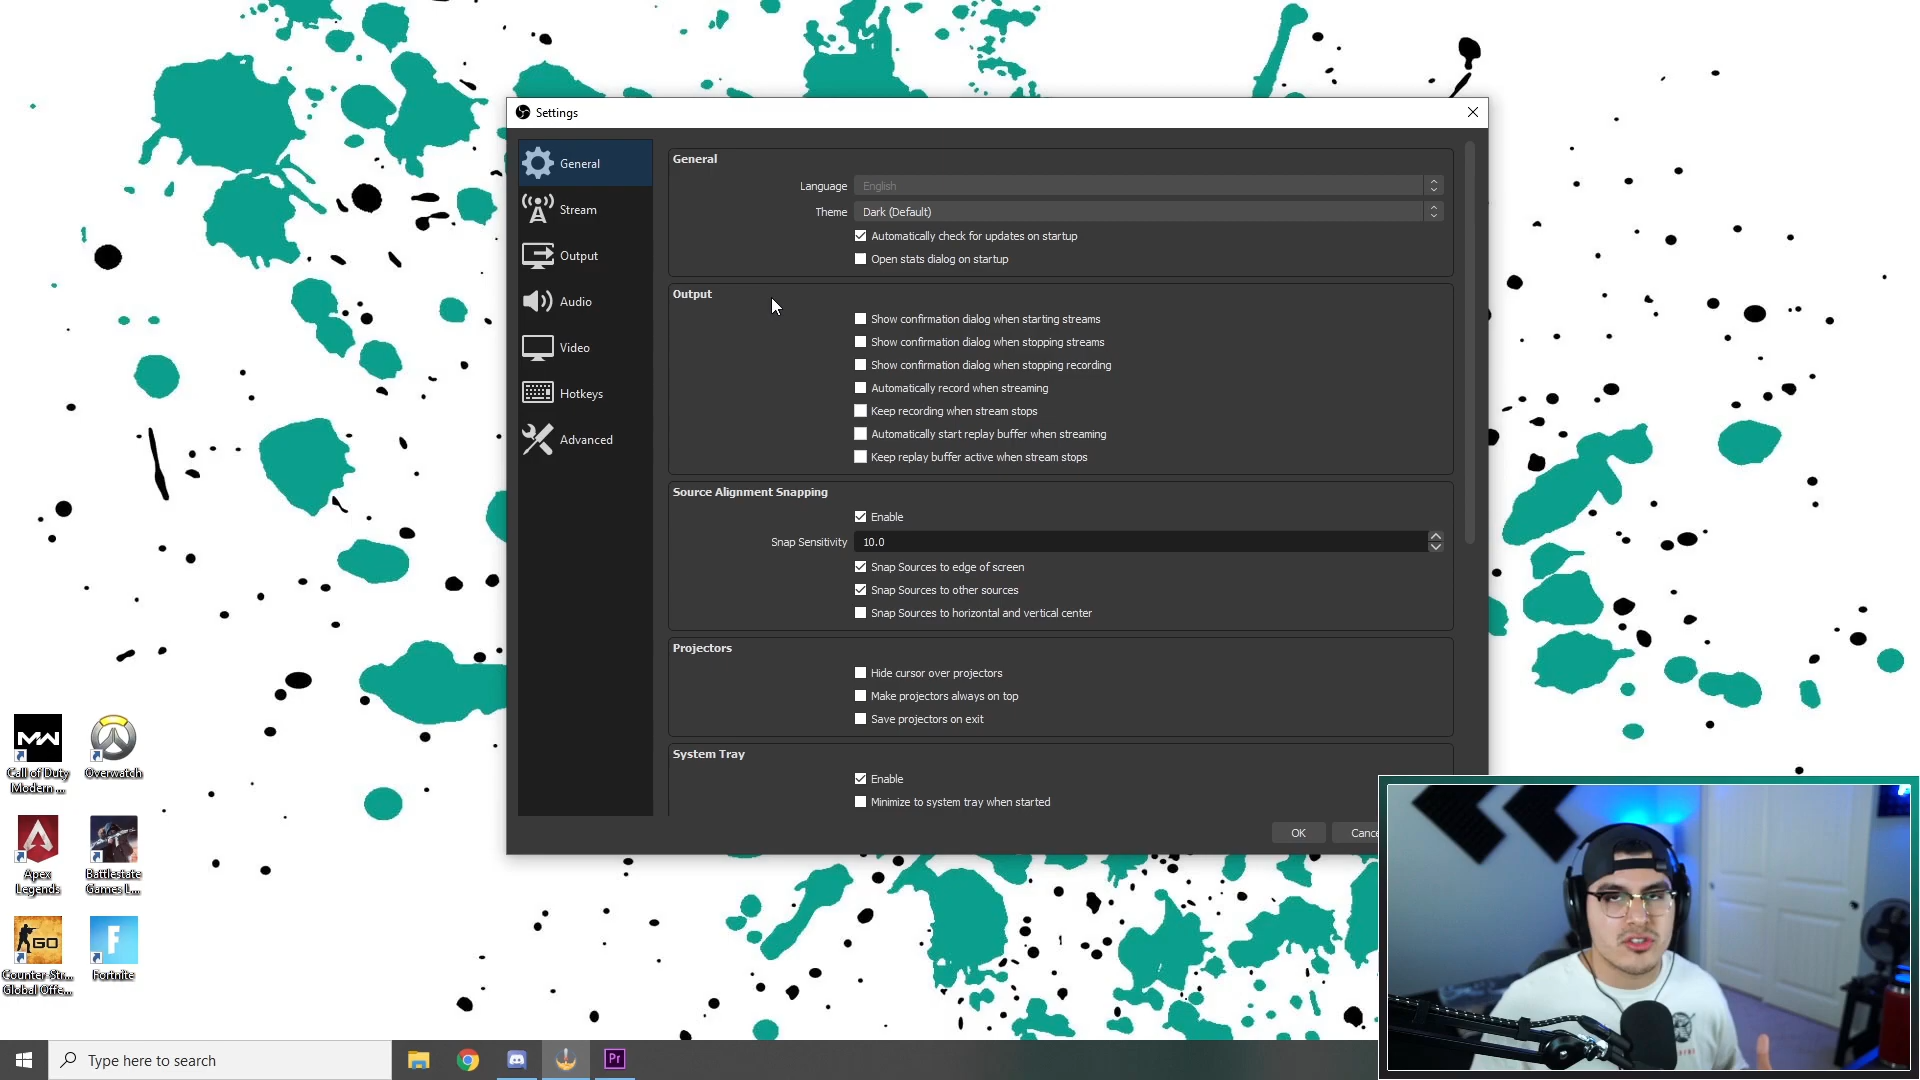 Settings
General
Stream
Output
Audio
Video
Hotkeys
Advanced
General
Language English
Theme Dark (Default)
Automatically check for updates on startup
Open stats dialog on startup
Output
Show confirmation dialog when starting streams
Show confirmation dialog when stopping streams
Show confirmation dialog when stopping recording
Automatically record when streaming
Keep recording when stream stops
Automatically start replay buffer when streaming
Keep replay buffer active when stream stops
Source Alignment Snapping
Enable
Snap Sensitivity 10.0
Snap Sources to edge of screen
Snap Sources to other sources
Snap Sources to horizontal and vertical center
Projectors
Hide cursor over projectors
Make projectors always on top
Save projectors on exit
System Tray
Enable
Minimize to system tray when started
OK Cance
MW
Call of Duty
Modern ...
Overwatch
Apex
Legends
Battlestate
Games L...
GO
Counter-Str...
Global Offe...
F
Fortnite
Type here to search
Pr